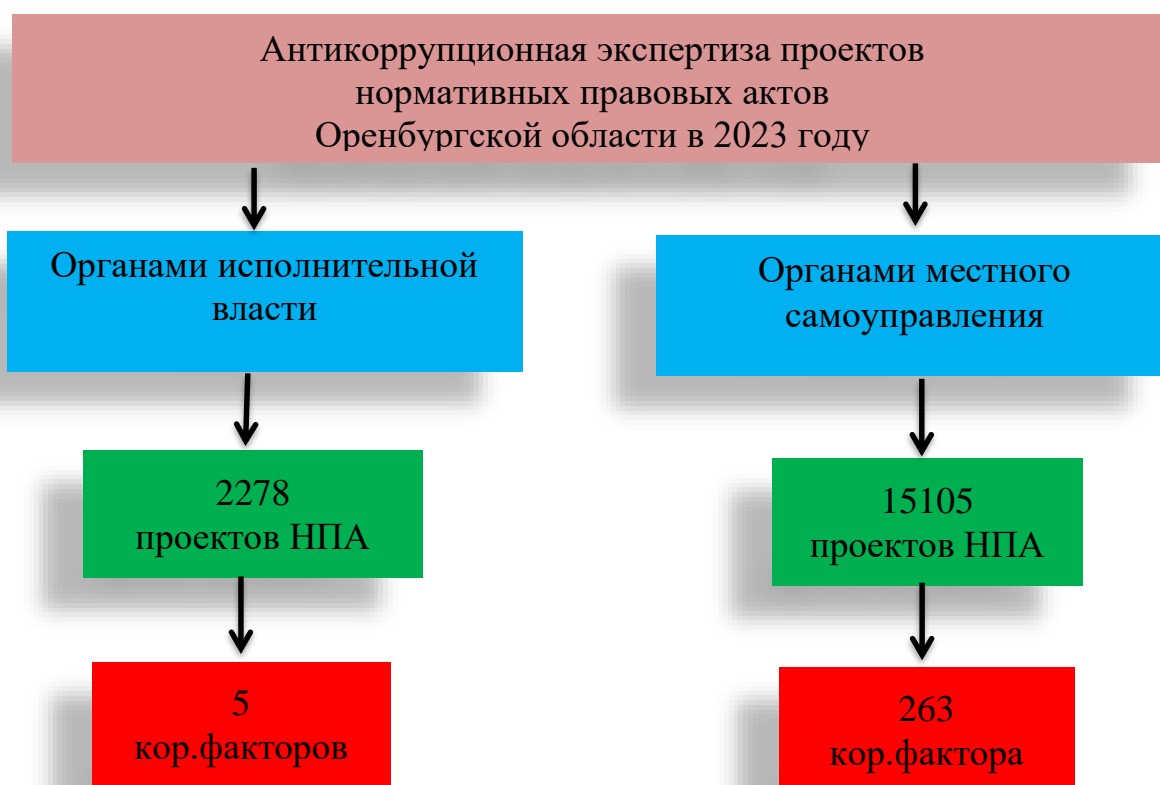 Антикоррупционная экспертиза проектов
нормативных правовых актов
Оренбургской области в 2023 году
Органами исполнительной
власти
Органами местного
самоуправления
2278
проектов НПА
15105
проектов НПА
5
кор.факторов
263
кор.фактора